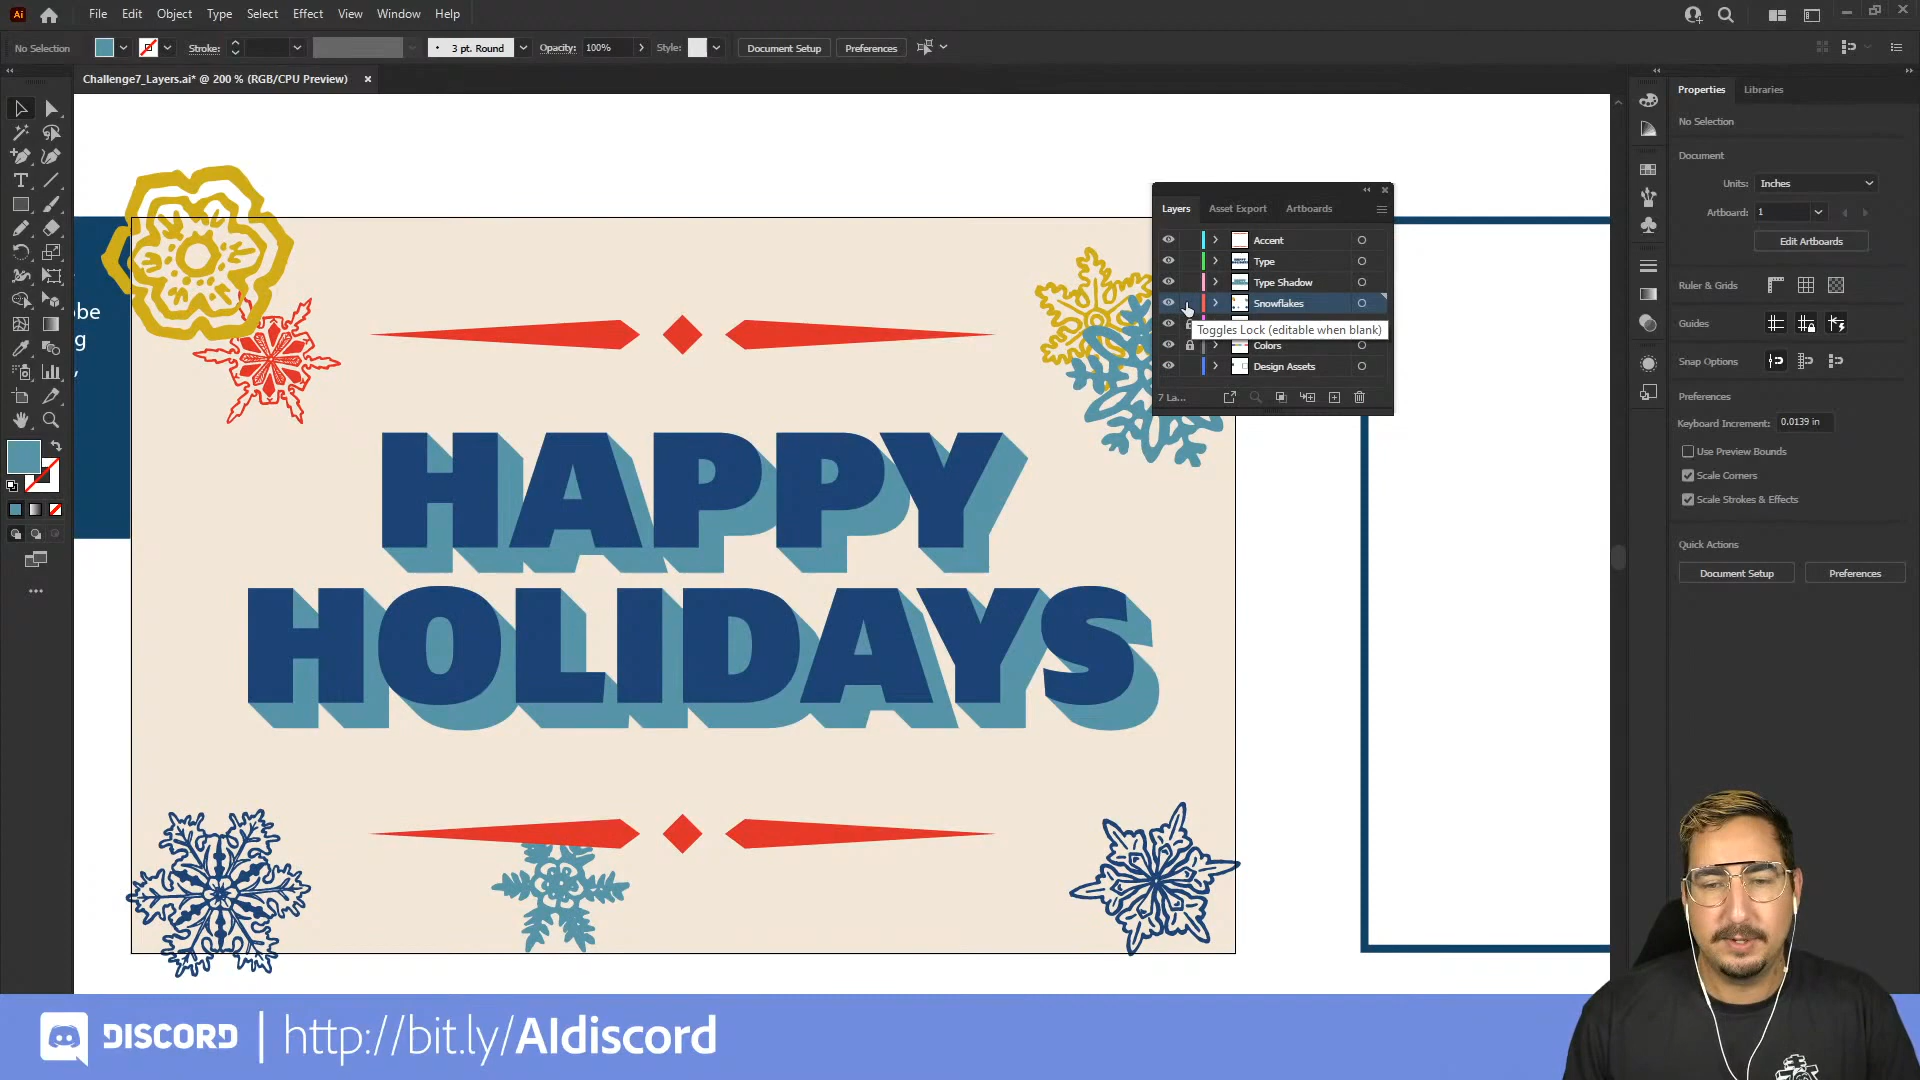 Ai File Edit Object Type Select Effect View Window Help
No Selection Stroke: 3 pt. Round Opacity: 100% Style: Document Setup Preferences
Challenge7_Layers.ai* @ 200 % (RGB/CPU Preview)
Properties Libraries
No Selection
Document
Units: Inches
Artboard: 1
Edit Artboards
Ruler & Grids
Guides
Snap Options
Preferences
Keyboard Increment: 0.0139 in
Use Preview Bounds
Scale Corners
Scale Strokes & Effects
Quick Actions
Document Setup Preferences
Layers Asset Export Artboards
Accent
Type
Type Shadow
Snowflakes
Toggles Lock (editable when blank)
Colors
Design Assets
7 La...
HAPPY
HOLIDAYS
DISCORD | http://bit.ly/AIdiscord